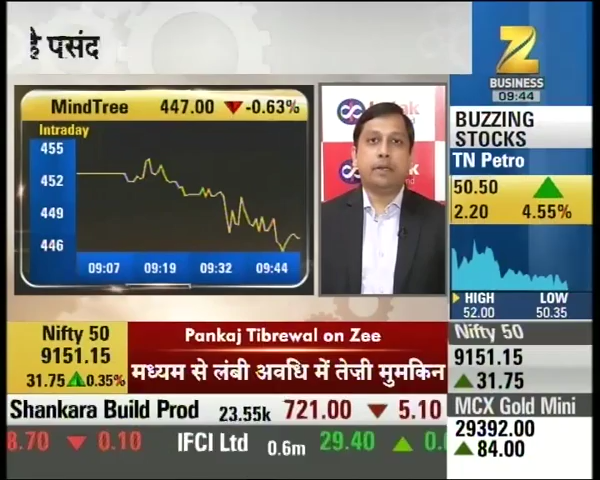 है पसंद
Z
BUSINESS
09:44
MindTree 447.00 -0.63%
Intraday
455
452
449
446
09:07 09:19 09:32 09:44
BUZZING
STOCKS
TN Petro
50.50
2.20 4.55%
HIGH LOW
52.00 50.35
Nifty 50
9151.15
31.75 0.35%
Pankaj Tibrewal on Zee
मध्यम से लंबी अवधि में तेज़ी मुमकिन
Nifty 50
9151.15
31.75
Shankara Build Prod 23.55k 721.00 5.10
MCX Gold Mini
29392.00
84.00
8.70 0.10 IFCI Ltd 0.6m 29.40